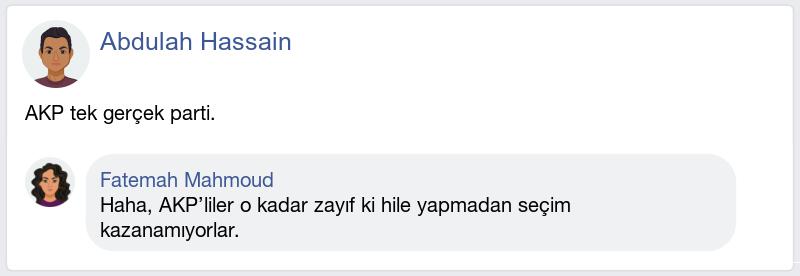 Abdulah Hassain
AKP tek gerçek parti.
Fatemah Mahmoud
Haha, AKP’liler o kadar zayıf ki hile yapmadan seçim
kazanamıyorlar.